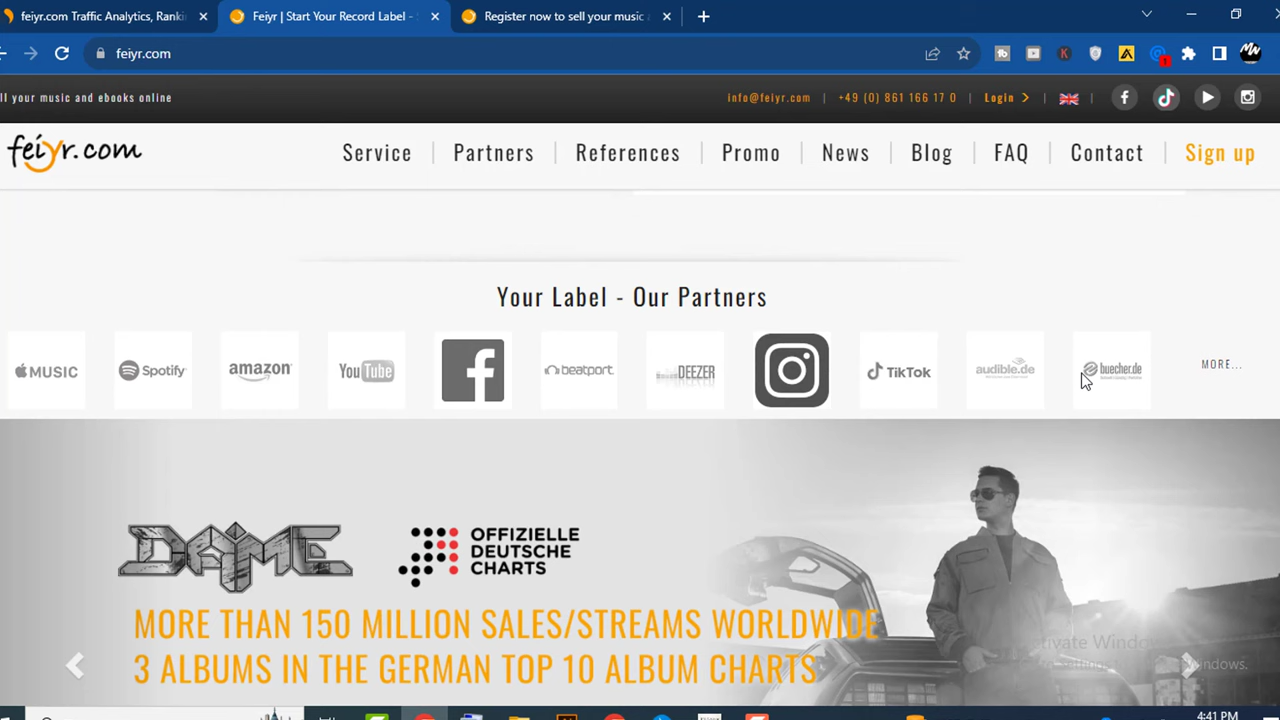 feiyr.com Traffic Analytics, Ranki
Feiyr | Start Your Record Label -
Register now to sell your music
feiyr.com
ll your music and ebooks online
info@feiyr.com | +49 (0) 861 166 17 0 | Login > | |
feiyr.com
Service | Partners | References | Promo | News | Blog | FAQ | Contact | Sign up
Your Label - Our Partners
MUSIC
Spotify
amazon
YouTube
beatport
DEEZER
TikTok
audible.de
buecher.de
MORE...
DAME
OFFIZIELLE
DEUTSCHE
CHARTS
MORE THAN 150 MILLION SALES/STREAMS WORLDWIDE
3 ALBUMS IN THE GERMAN TOP 10 ALBUM CHARTS
4:41 PM